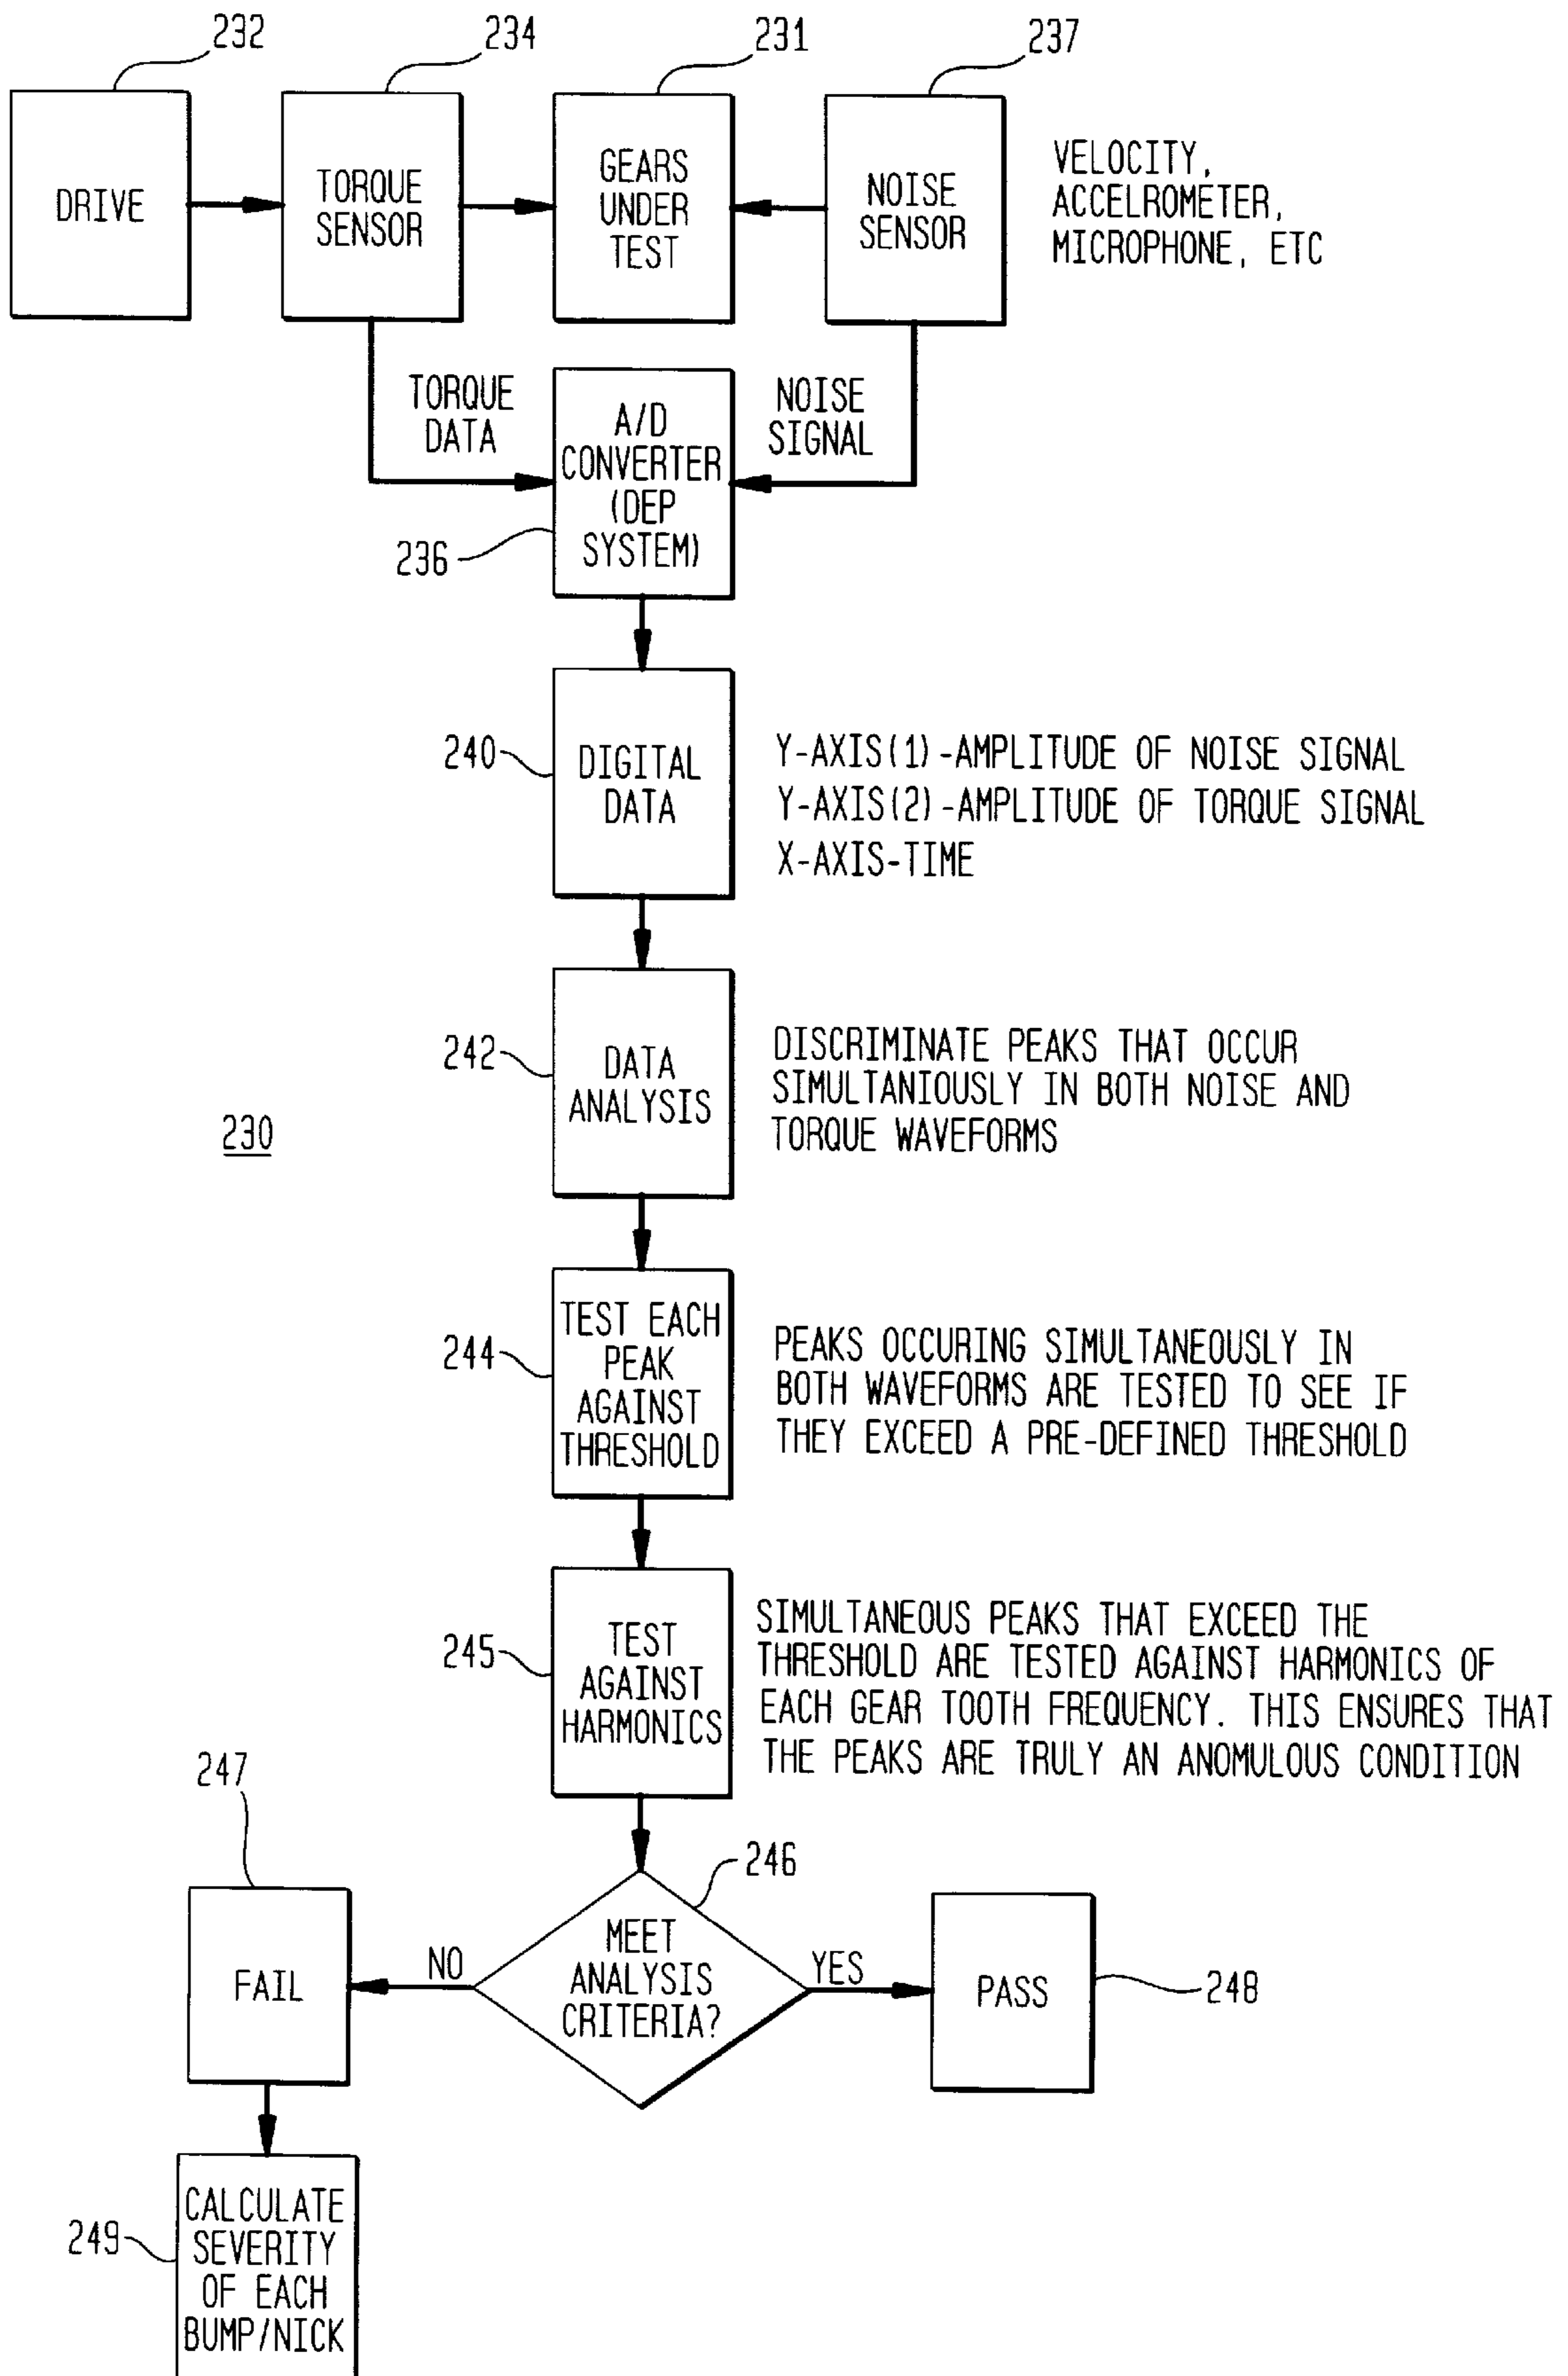 232
234
231
237
DRIVE
TORQUE
SENSOR
GEARS
UNDER
TEST
NOISE
SENSOR
VELOCITY,
ACCELROMETER,
MICROPHONE, ETC
TORQUE
DATA
A/D
CONVERTER
(DEP
SYSTEM)
NOISE
SIGNAL
236
240
DIGITAL
DATA
Y-AXIS(1)-AMPLITUDE OF NOISE SIGNAL
Y-AXIS(2)-AMPLITUDE OF TORQUE SIGNAL
X-AXIS-TIME
242
DATA
ANALYSIS
DISCRIMINATE PEAKS THAT OCCUR
SIMULTANIOUSLY IN BOTH NOISE AND
TORQUE WAVEFORMS
230
244
TEST EACH
PEAK
AGAINST
THRESHOLD
PEAKS OCCURING SIMULTANEOUSLY IN
BOTH WAVEFORMS ARE TESTED TO SEE IF
THEY EXCEED A PRE-DEFINED THRESHOLD
245
TEST
AGAINST
HARMONICS
SIMULTANEOUS PEAKS THAT EXCEED THE
THRESHOLD ARE TESTED AGAINST HARMONICS OF
EACH GEAR TOOTH FREQUENCY. THIS ENSURES THAT
THE PEAKS ARE TRULY AN ANOMULOUS CONDITION
247
246
FAIL
NO
MEET
ANALYSIS
CRITERIA?
YES
PASS
248
249
CALCULATE
SEVERITY
OF EACH
BUMP/NICK